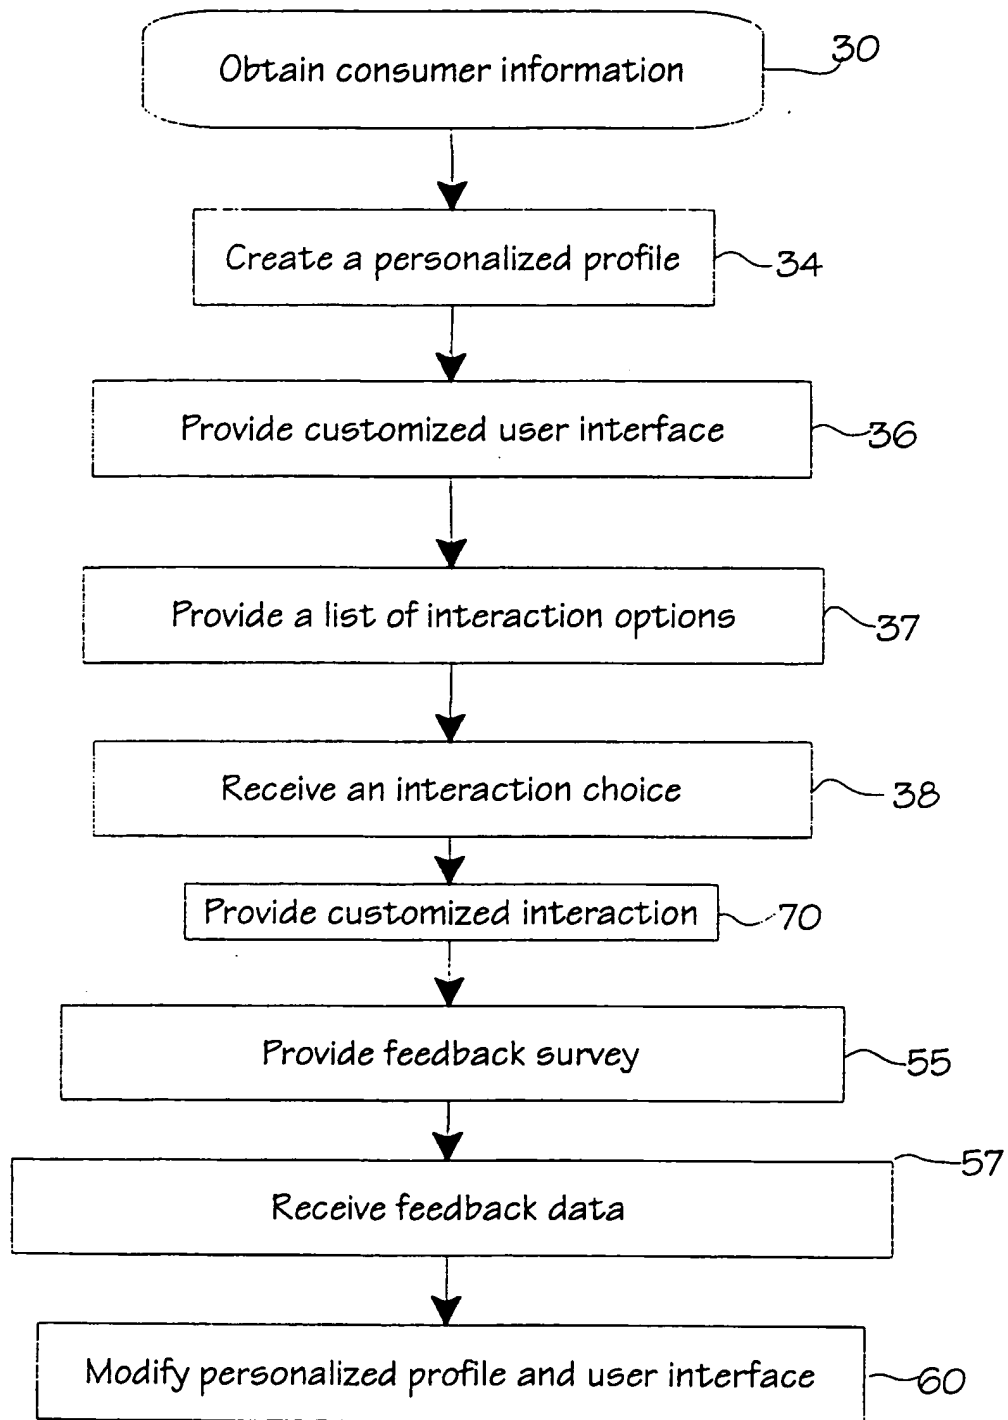 Obtain consumer information
30
Create a personalized profile
34
Provide customized user interface
36
Provide a list of interaction options
37
Receive an interaction choice
38
Provide customized interaction
70
Provide feedback survey
55
57
Receive feedback data
Modify personalized profile and user interface
60